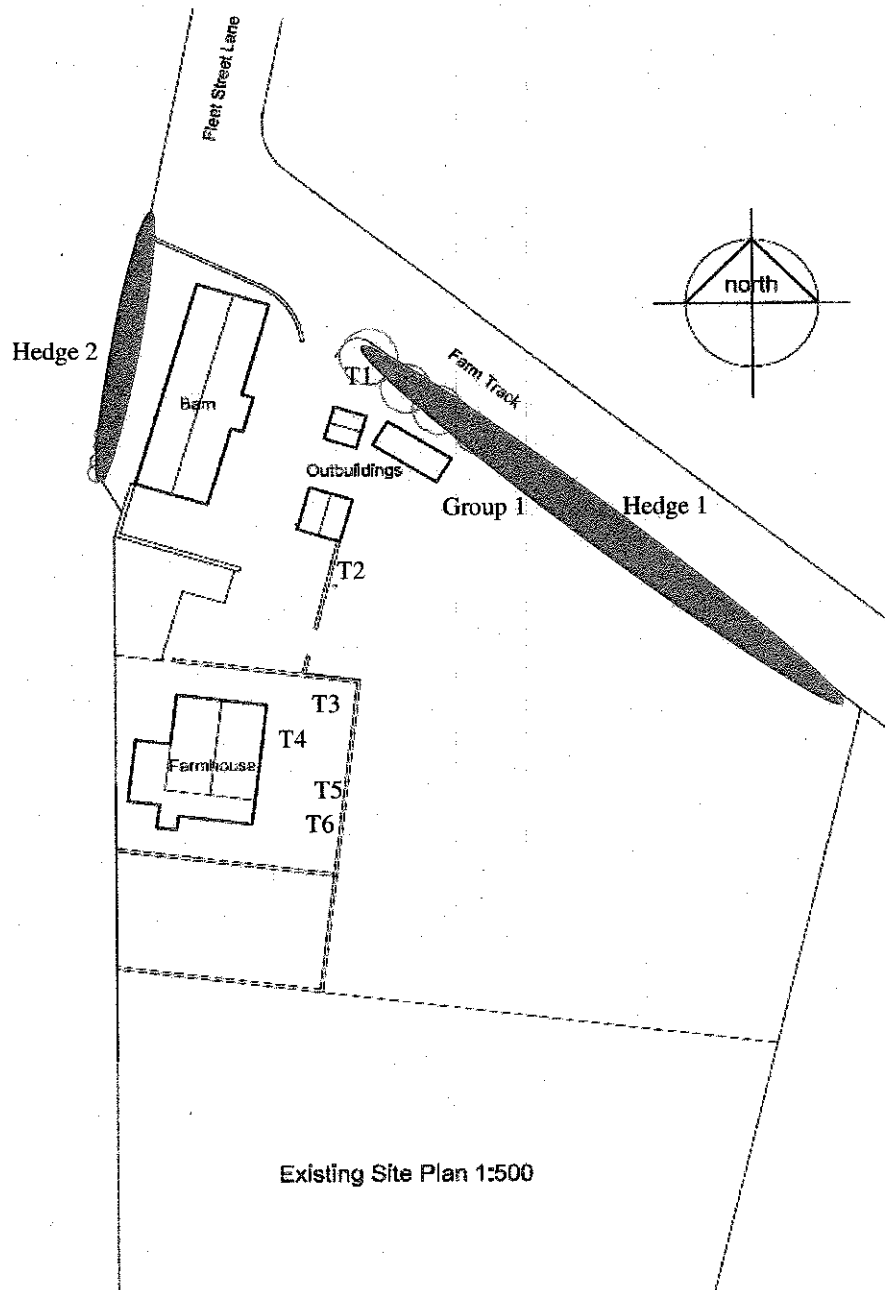 Fleet Street Lane
north
Hedge 2
Farm Track
T1
Barn
Outbuildings
Group 1
Hedge 1
T2
T3
T4
Farmhouse
T5
T6
Existing Site Plan 1:500